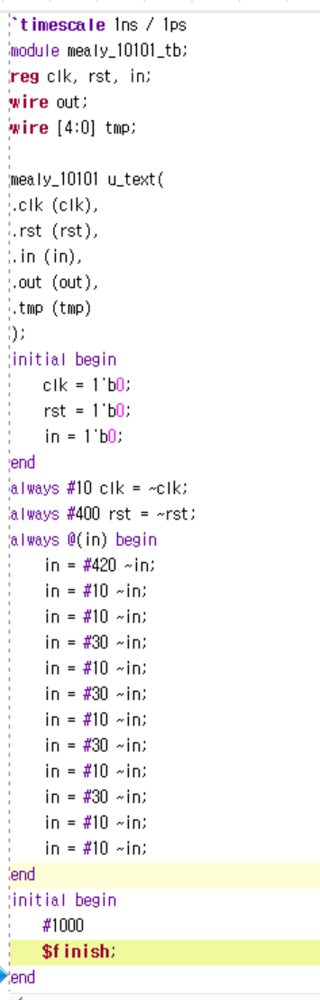 `timescale 1ns / 1ps
module mealy_10101_tb;
reg clk, rst, in;
wire out;
wire [4:0] tmp;

mealy_10101 u_text(
.clk (clk),
.rst (rst),
.in (in),
.out (out),
.tmp (tmp)
);
initial begin
    clk = 1'b0;
    rst = 1'b0;
    in = 1'b0;
end
always #10 clk = ~clk;
always #400 rst = ~rst;
always @(in) begin
    in = #420 ~in;
    in = #10 ~in;
    in = #10 ~in;
    in = #30 ~in;
    in = #10 ~in;
    in = #30 ~in;
    in = #10 ~in;
    in = #30 ~in;
    in = #10 ~in;
    in = #30 ~in;
    in = #10 ~in;
    in = #10 ~in;
end
initial begin
    #1000
    $finish;
end